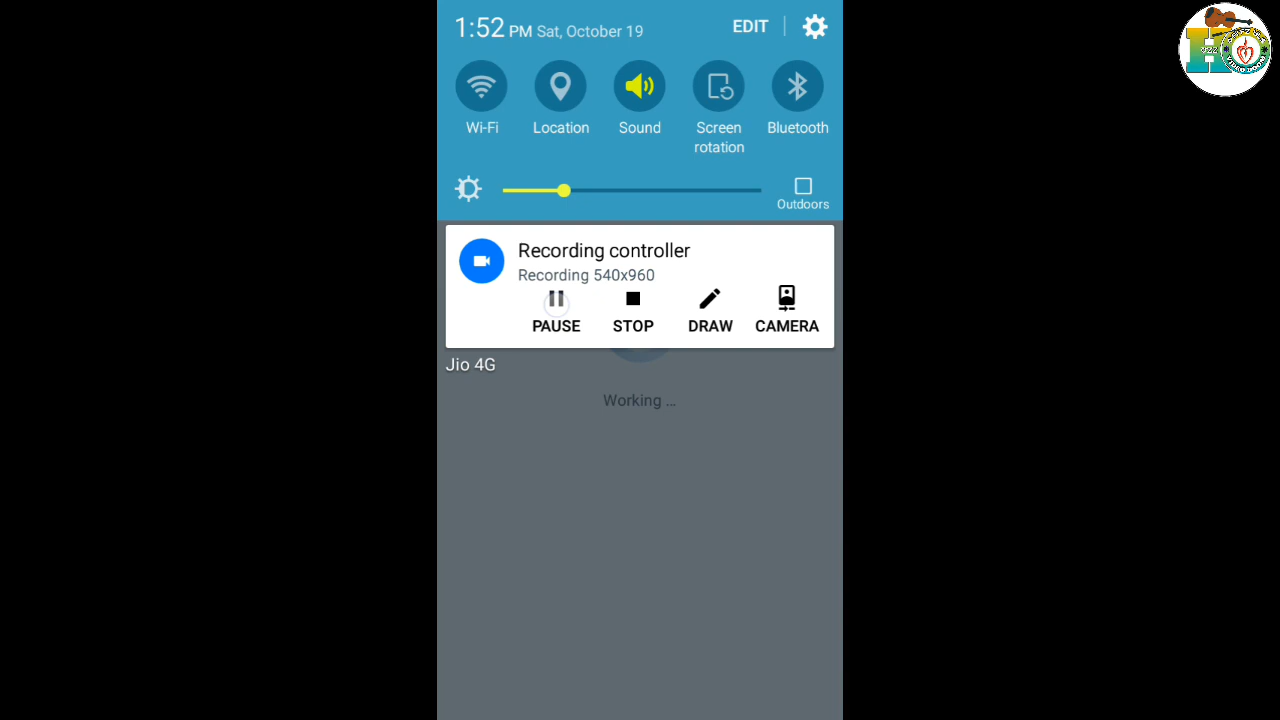 1:52 PM Sat, October 19 EDIT
Wi-Fi Location Sound Screen rotation Bluetooth
Outdoors
Recording controller
Recording 540x960
PAUSE STOP DRAW CAMERA
Jio 4G
Working ...